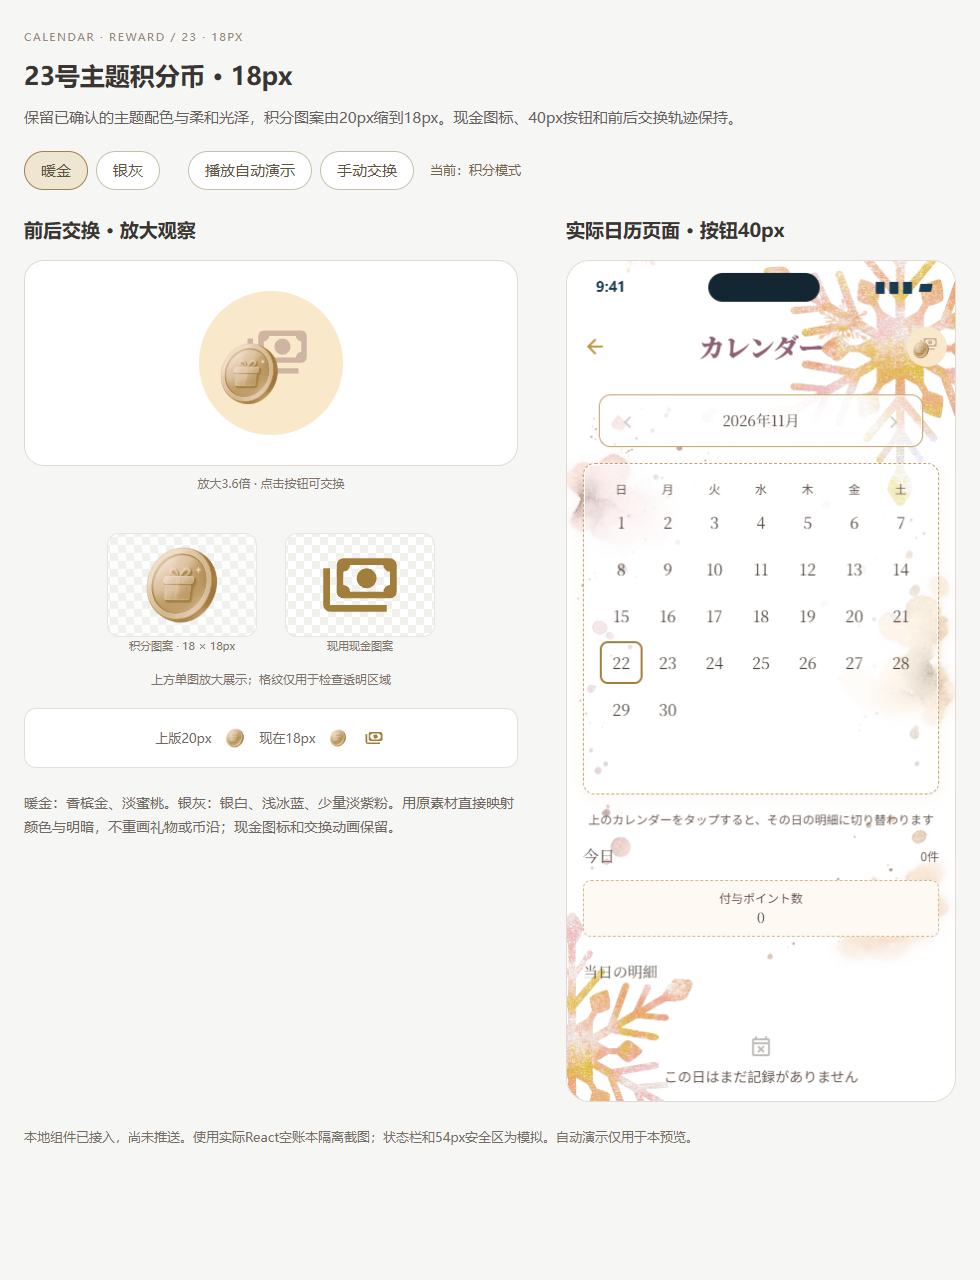 CALENDAR · REWARD / 23 · 18PX
23号主题积分币 • 18px
保留已确认的主题配色与柔和光泽，积分图案由20px缩到18px。现金图标、40px按钮和前后交换轨迹保持。
暖金
银灰
播放自动演示
手动交换
当前：积分模式
前后交换 • 放大观察
放大3.6倍 · 点击按钮可交换
积分图案 · 18 × 18px
现用现金图案
上方单图放大展示；格纹仅用于检查透明区域
上版20px
现在18px
暖金：香槟金、淡蜜桃。银灰：银白、浅冰蓝、少量淡紫粉。用原素材直接映射
颜色与明暗，不重画礼物或币沿；现金图标和交换动画保留。
实际日历页面 • 按钮40px
9:41
カレンダー
2026年11月
日 月 火 水 木 金 土
1 2 3 4 5 6 7
8 9 10 11 12 13 14
15 16 17 18 19 20 21
22 23 24 25 26 27 28
29 30
上のカレンダーをタップすると、その日の明細に切り替わります
今日
0件
付与ポイント数
0
当日の明細
この日はまだ記録がありません
本地组件已接入，尚未推送。使用实际React空账本隔离截图；状态栏和54px安全区为模拟。自动演示仅用于本预览。